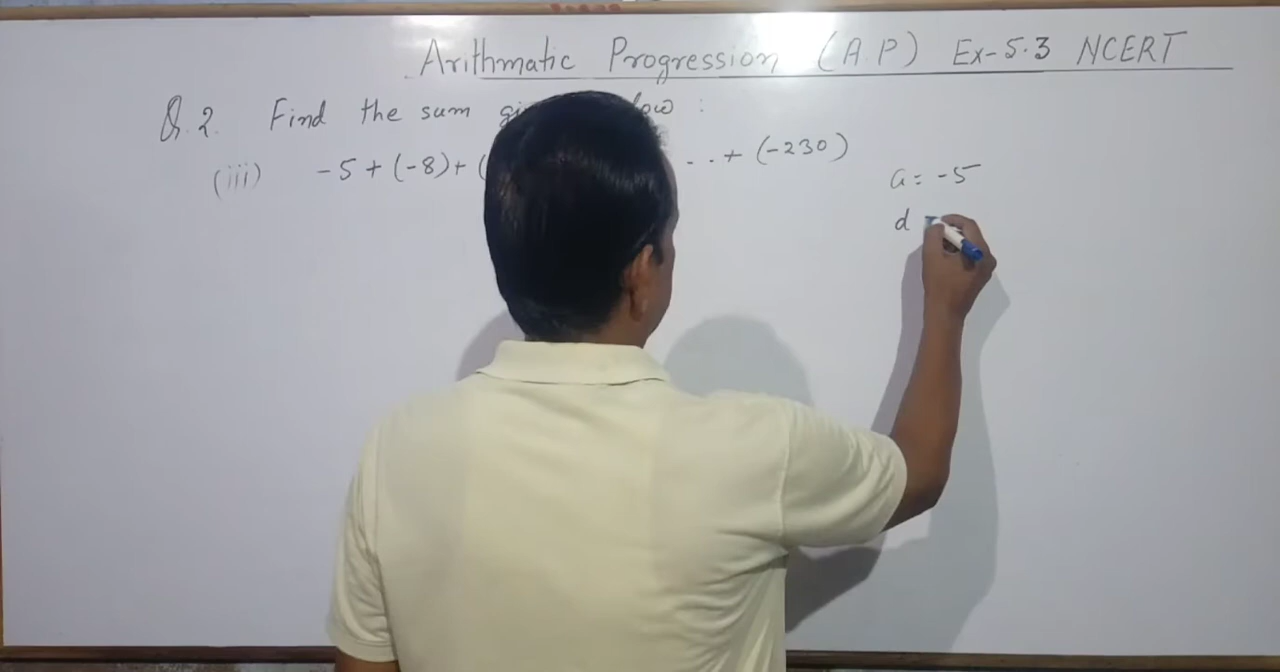 Arithmatic Progression (A.P) Ex-5.3 NCERT
Q.2. Find the sum :
(iii) -5+(-8)+( ..+ (-230)
a = -5
d